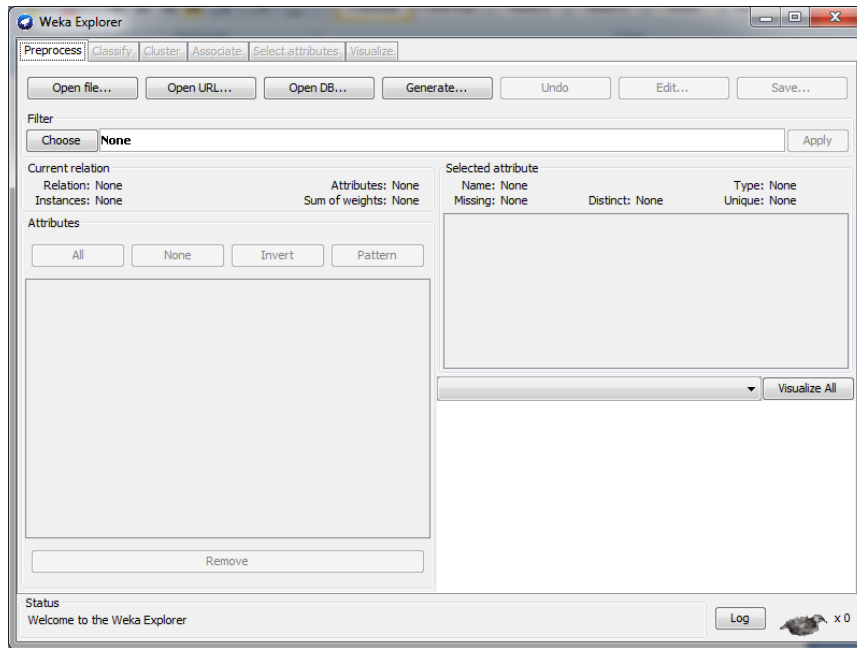 Weka Explorer
Preprocess Classify Cluster Associate Select attributes Visualize
Open file... Open URL... Open DB... Generate... Undo Edit... Save...
Filter
Choose None Apply
Current relation
Relation: None Attributes: None
Instances: None Sum of weights: None
Selected attribute
Name: None Type: None
Missing: None Distinct: None Unique: None
Attributes
All None Invert Pattern
Remove
Visualize All
Status
Welcome to the Weka Explorer
Log x 0